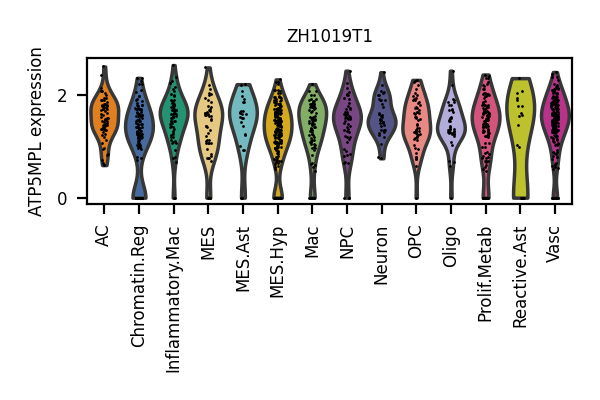 ZH1019T1
ATP5MPL expression
2
0
AC
Chromatin.Reg
Inflammatory.Mac
MES
MES.Ast
MES.Hyp
Mac
NPC
Neuron
OPC
Oligo
Prolif.Metab
Reactive.Ast
Vasc